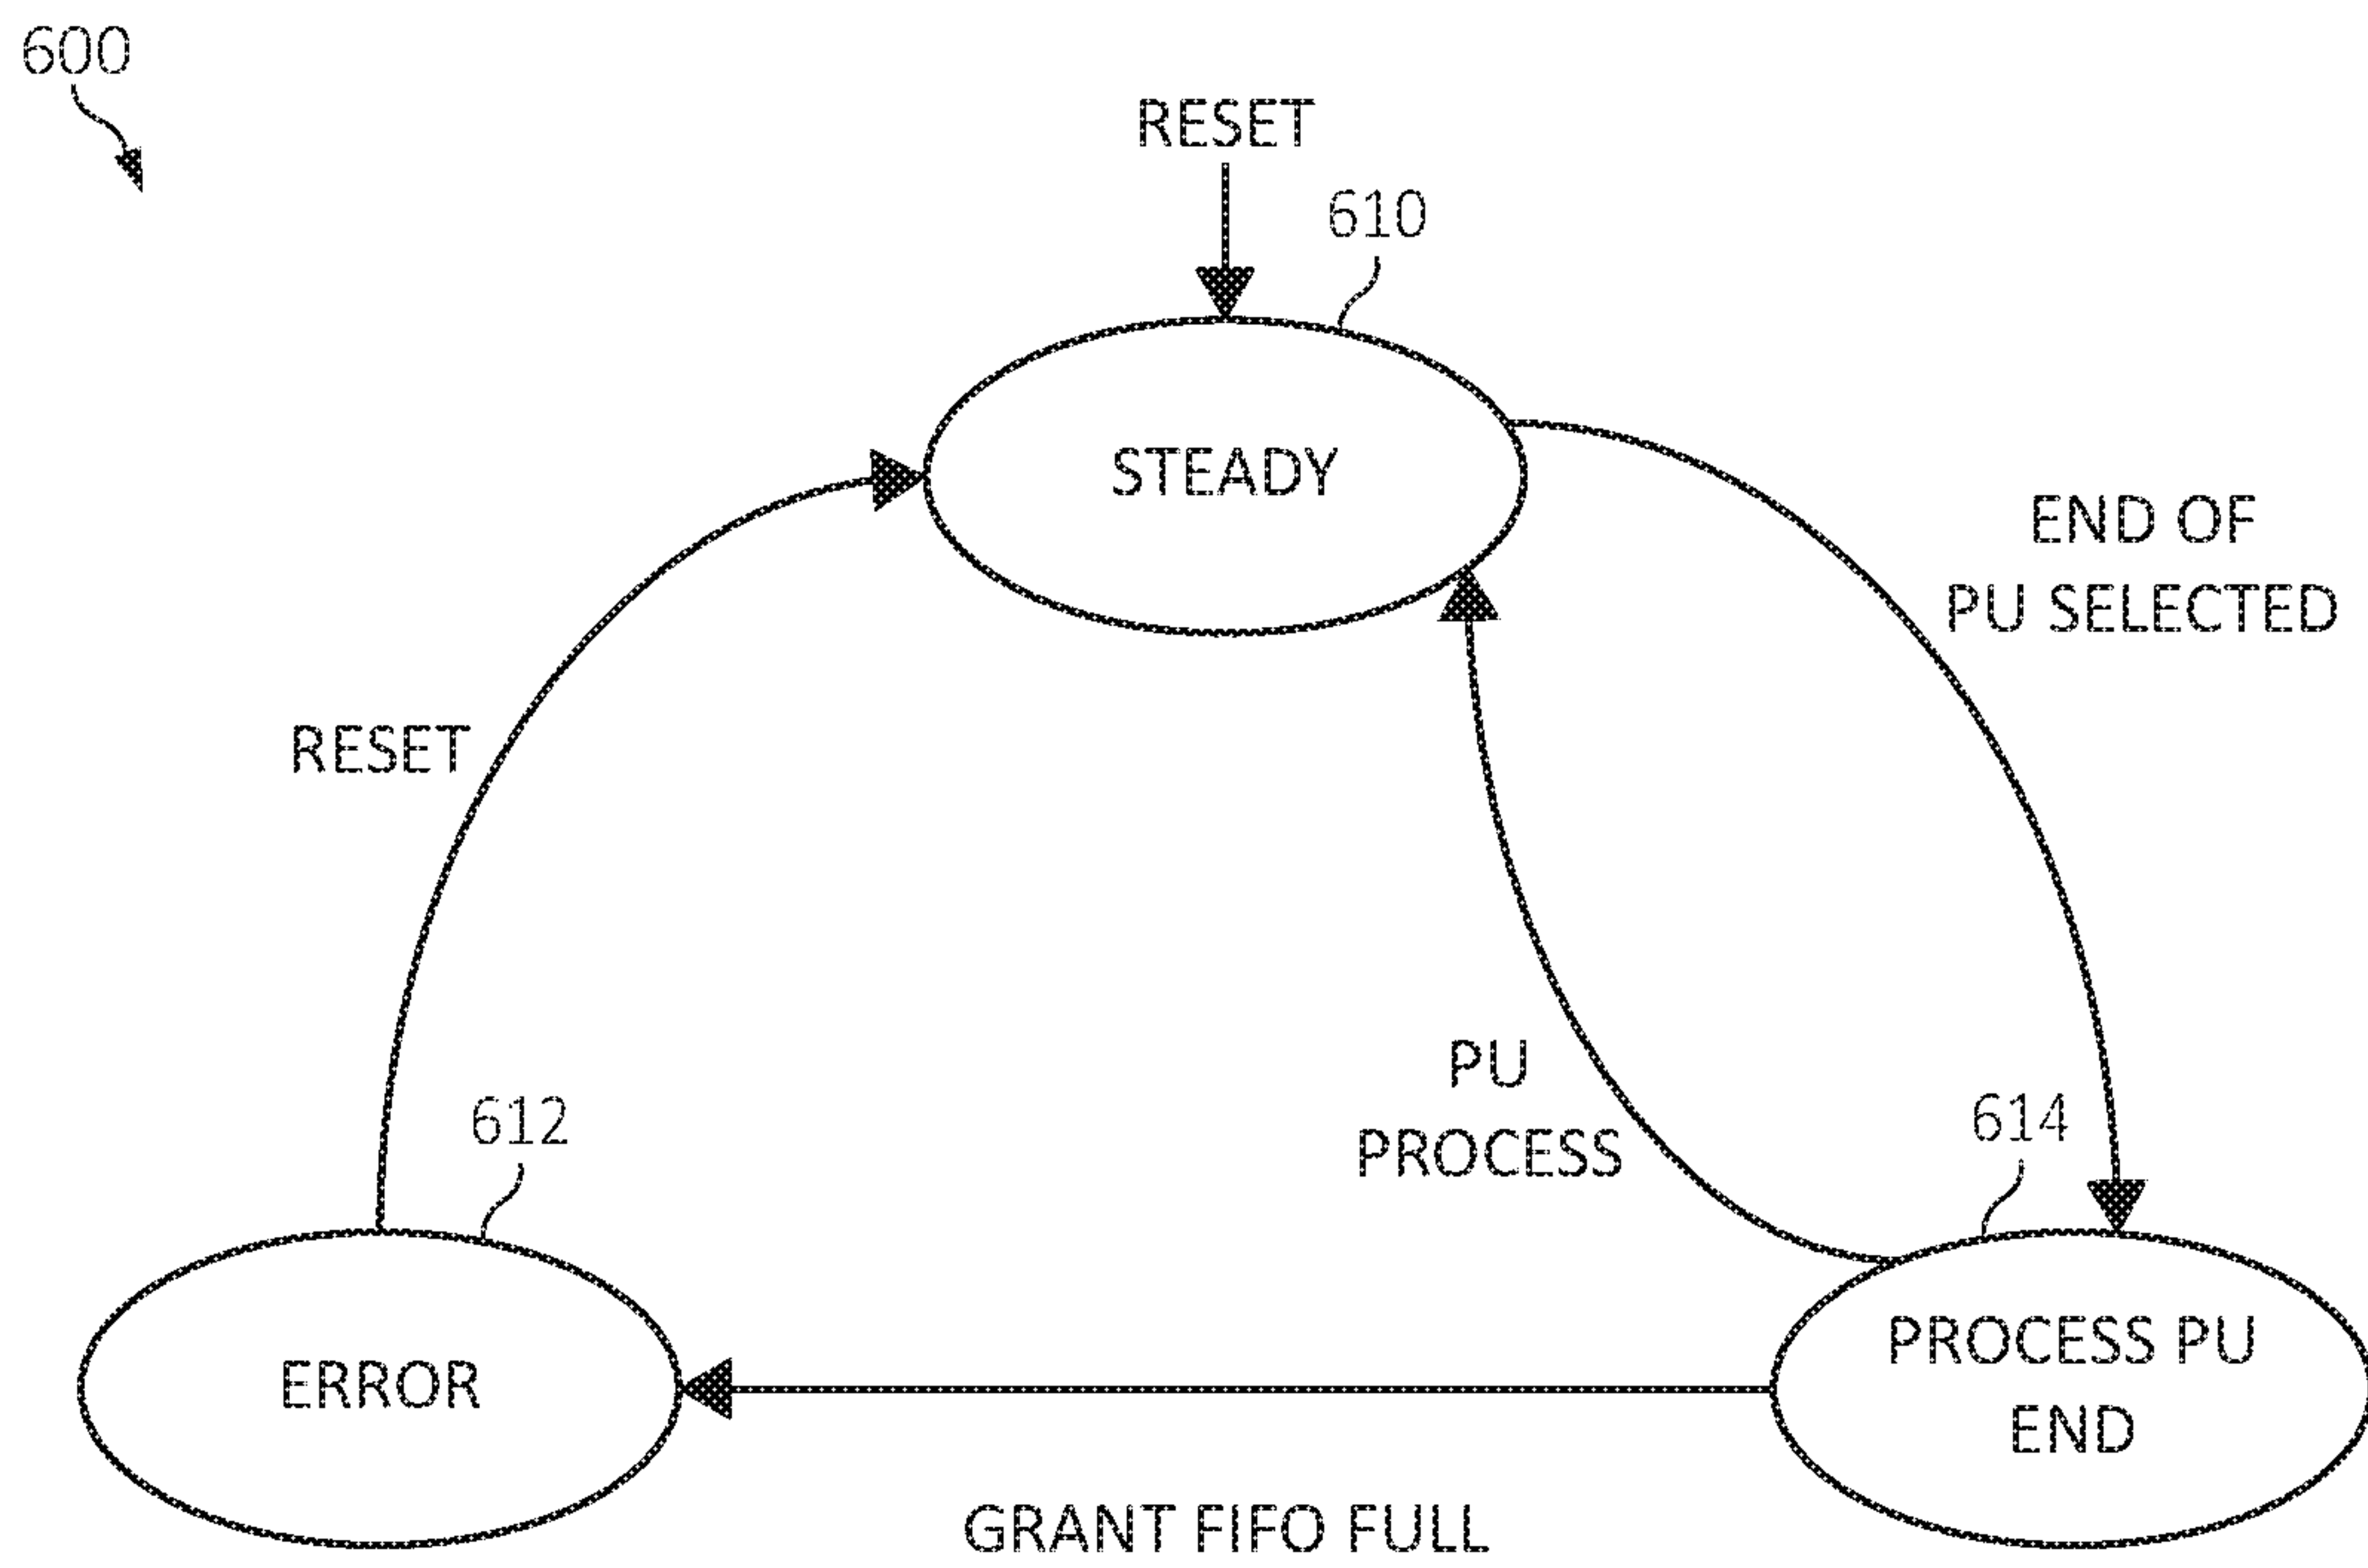 600
RESET
610
STEADY
END OF
PU SELECTED
RESET
PU
PROCESS
612
614
ERROR
PROCESS PU
END
GRANT FIFO FULL